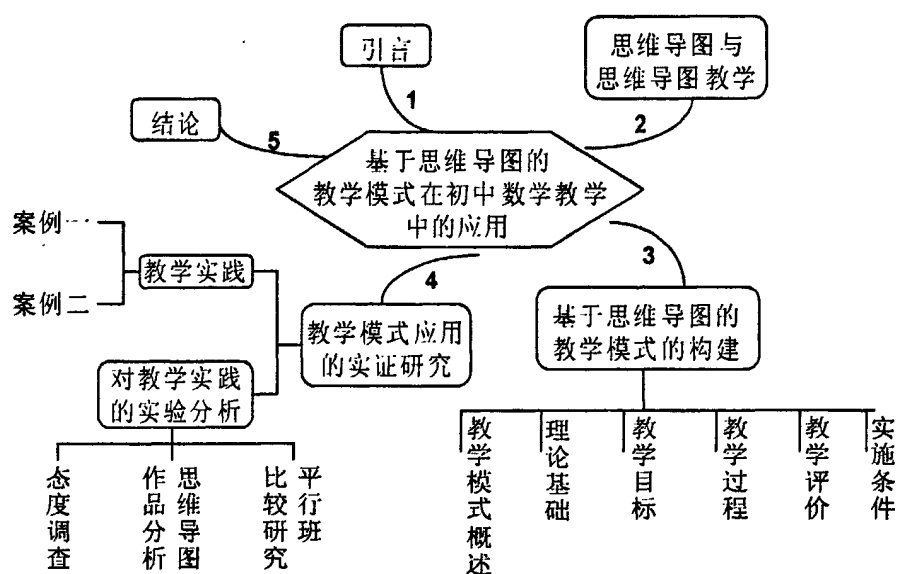 引言
1
思维导图与
思维导图教学
2
结论
5
基于思维导图的
教学模式在初中数学教学
中的应用
3
4
案例一
教学实践
案例二
教学模式应用
的实证研究
基于思维导图的
教学模式的构建
对教学实践
的实验分析
态度调查
思维导图
作品分析
平行班
比较研究
教学模式概述
理论基础
教学目标
教学过程
教学评价
实施条件